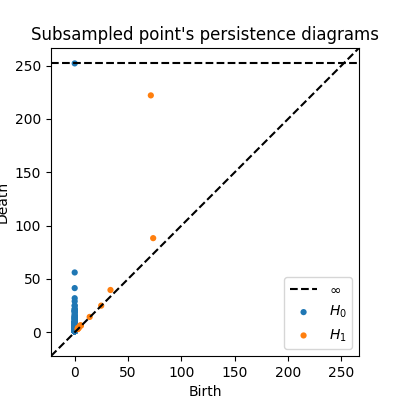 Subsampled point's persistence diagrams
250
200
150
100
50
0
Death
0 50 100 150 200 250
Birth
∞
H₀
H₁